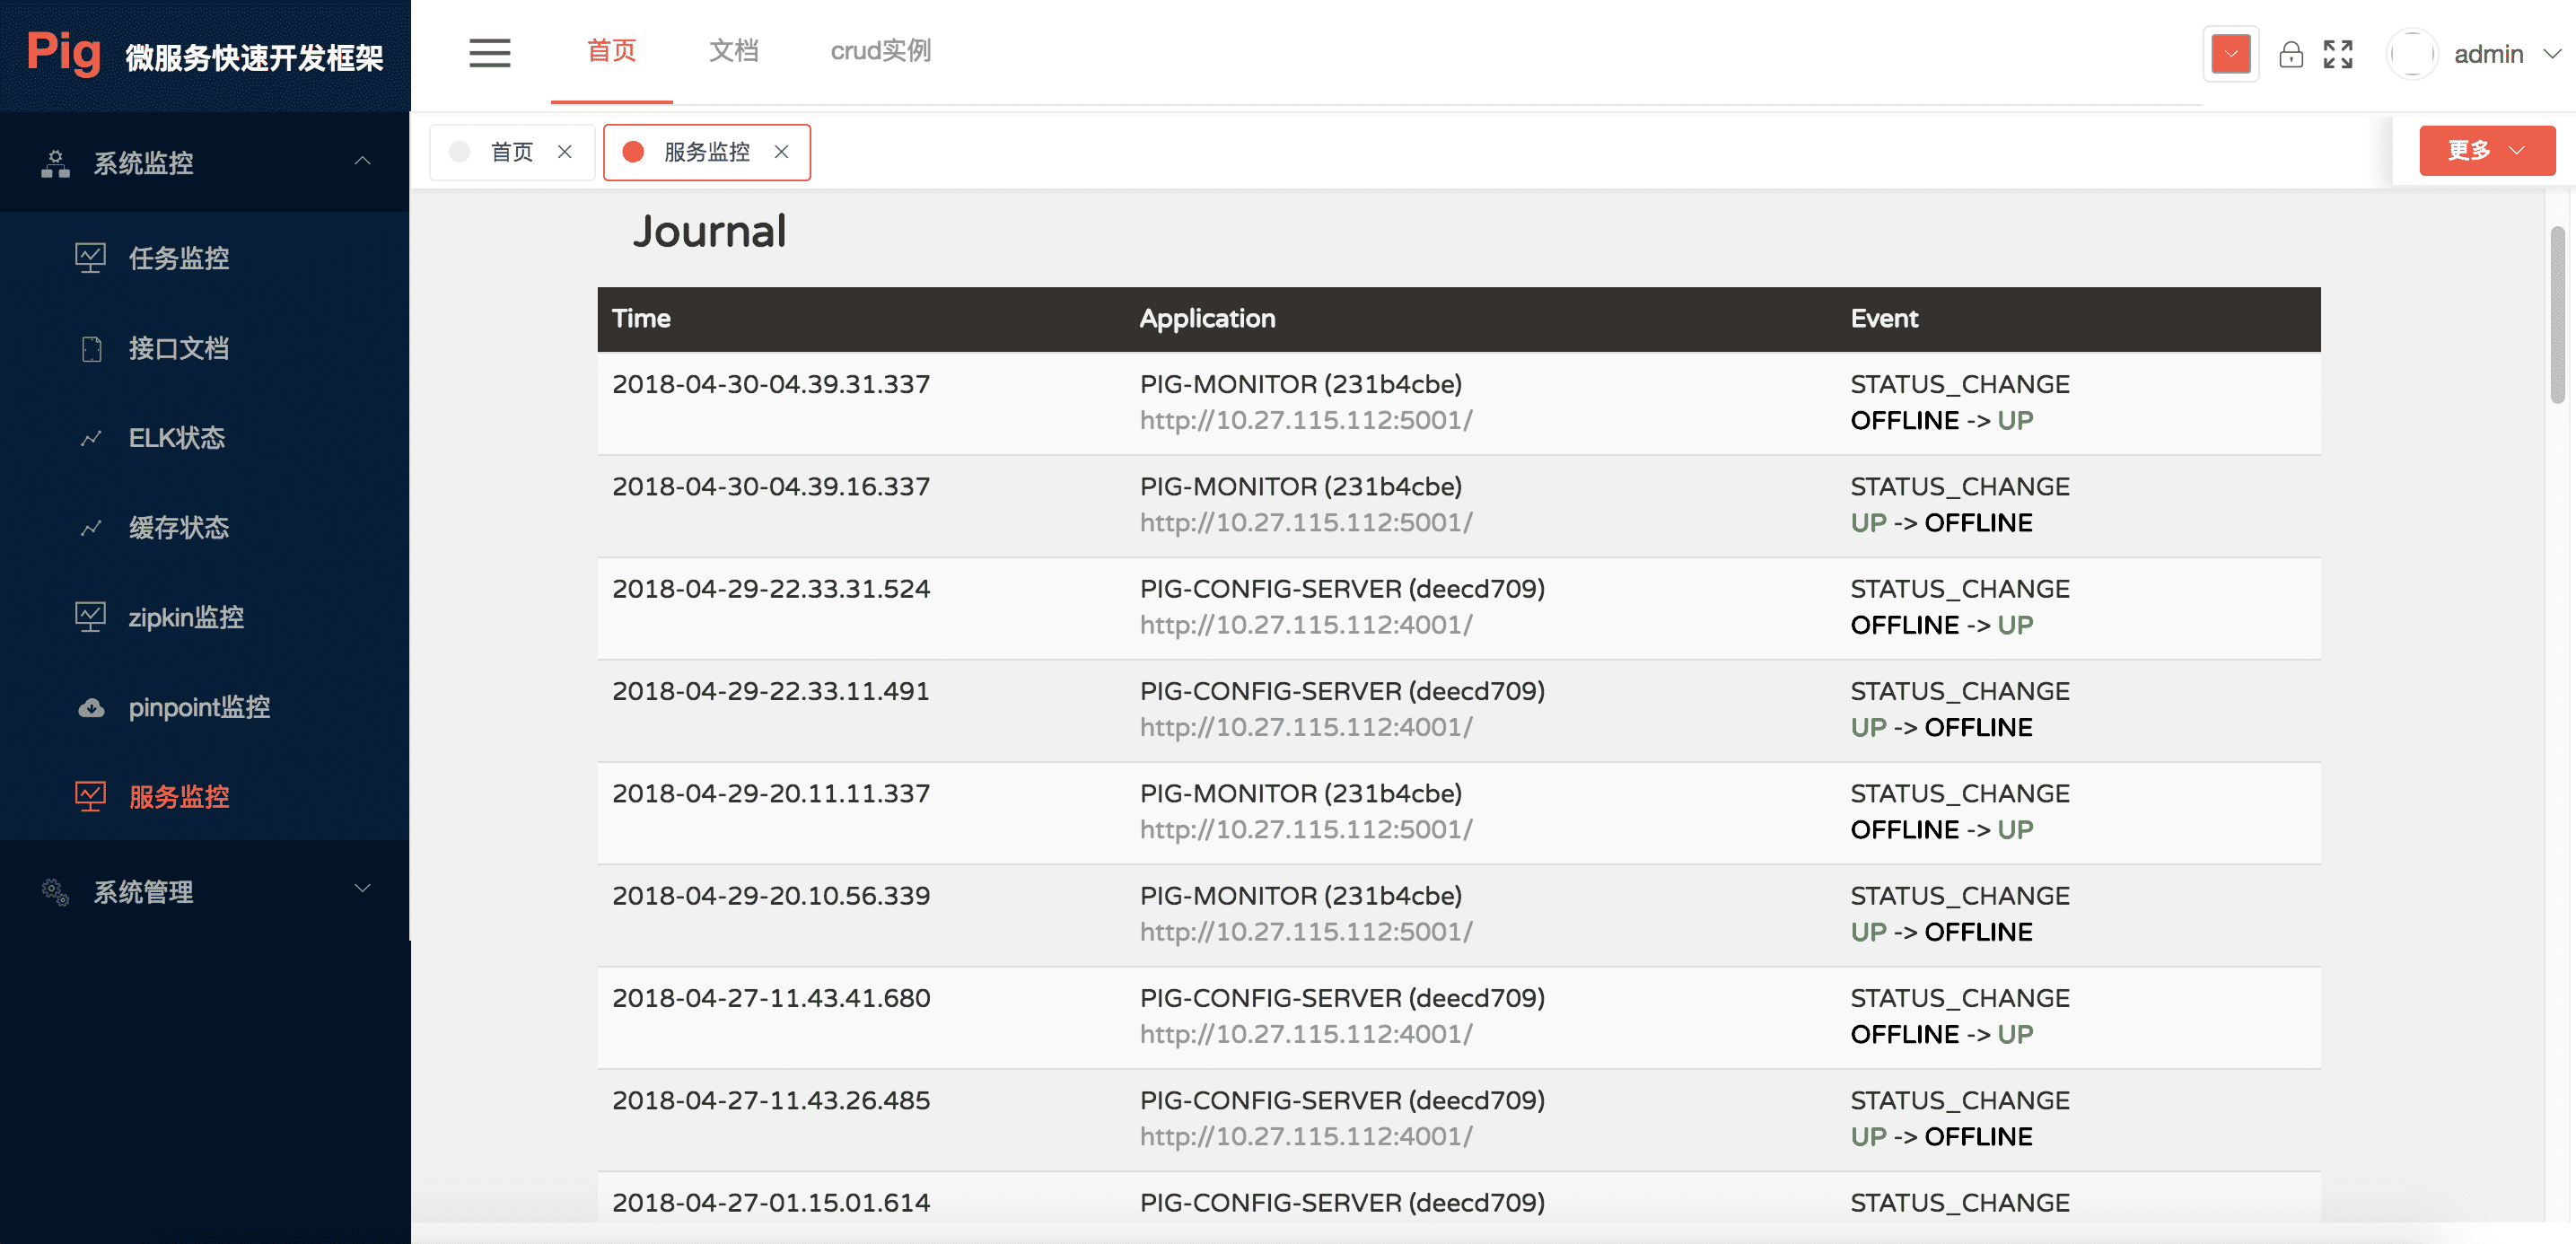 Pig 微服务快速开发框架
首页 文档 crud实例
admin
系统监控
任务监控
接口文档
ELK状态
缓存状态
zipkin监控
pinpoint监控
服务监控
系统管理
首页 服务监控 更多
Journal
Time Application Event
2018-04-30-04.39.31.337 PIG-MONITOR (231b4cbe) STATUS_CHANGE
http://10.27.115.112:5001/ OFFLINE -> UP
2018-04-30-04.39.16.337 PIG-MONITOR (231b4cbe) STATUS_CHANGE
http://10.27.115.112:5001/ UP -> OFFLINE
2018-04-29-22.33.31.524 PIG-CONFIG-SERVER (deecd709) STATUS_CHANGE
http://10.27.115.112:4001/ OFFLINE -> UP
2018-04-29-22.33.11.491 PIG-CONFIG-SERVER (deecd709) STATUS_CHANGE
http://10.27.115.112:4001/ UP -> OFFLINE
2018-04-29-20.11.11.337 PIG-MONITOR (231b4cbe) STATUS_CHANGE
http://10.27.115.112:5001/ OFFLINE -> UP
2018-04-29-20.10.56.339 PIG-MONITOR (231b4cbe) STATUS_CHANGE
http://10.27.115.112:5001/ UP -> OFFLINE
2018-04-27-11.43.41.680 PIG-CONFIG-SERVER (deecd709) STATUS_CHANGE
http://10.27.115.112:4001/ OFFLINE -> UP
2018-04-27-11.43.26.485 PIG-CONFIG-SERVER (deecd709) STATUS_CHANGE
http://10.27.115.112:4001/ UP -> OFFLINE
2018-04-27-01.15.01.614 PIG-CONFIG-SERVER (deecd709) STATUS_CHANGE